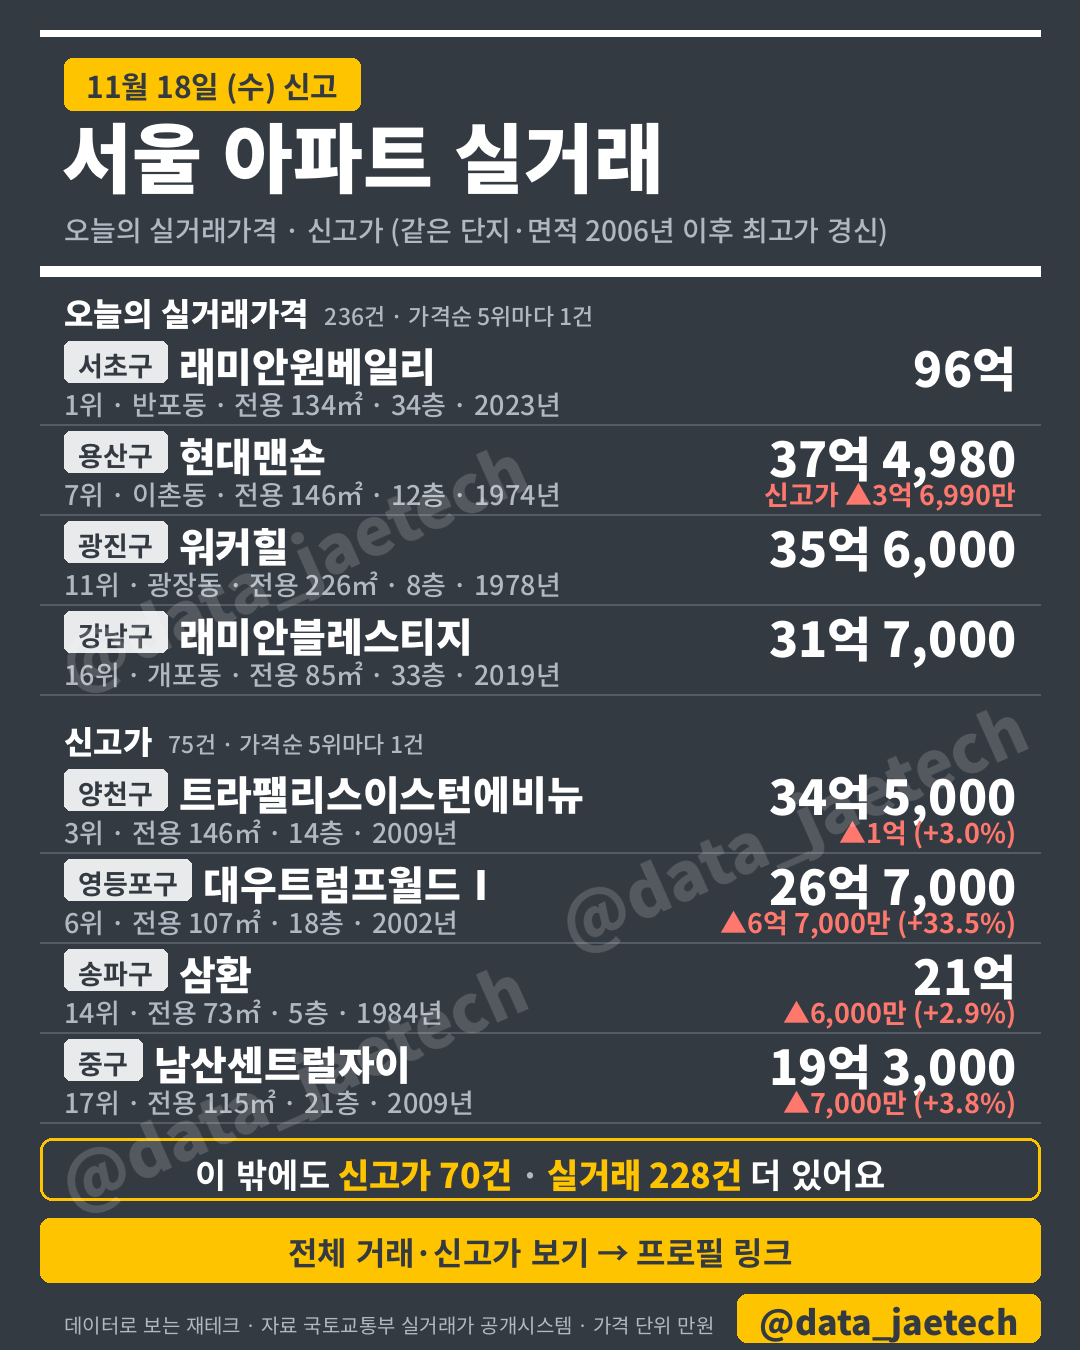 11월 18일 (수) 신고
서울 아파트 실거래
오늘의 실거래가격 · 신고가 (같은 단지·면적 2006년 이후 최고가 경신)
오늘의 실거래가격 236건 · 가격순 5위마다 1건
서초구 래미안원베일리 96억
1위 · 반포동 · 전용 134㎡ · 34층 · 2023년
용산구 현대맨숀 37억 4,980
7위 · 이촌동 · 전용 146㎡ · 12층 · 1974년 신고가 ▲3억 6,990만
광진구 워커힐 35억 6,000
11위 · 광장동 · 전용 226㎡ · 8층 · 1978년
강남구 래미안블레스티지 31억 7,000
16위 · 개포동 · 전용 85㎡ · 33층 · 2019년
신고가 75건 · 가격순 5위마다 1건
양천구 트라팰리스이스턴에비뉴 34억 5,000
3위 · 전용 146㎡ · 14층 · 2009년 ▲1억 (+3.0%)
영등포구 대우트럼프월드Ⅰ 26억 7,000
6위 · 전용 107㎡ · 18층 · 2002년 ▲6억 7,000만 (+33.5%)
송파구 삼환 21억
14위 · 전용 73㎡ · 5층 · 1984년 ▲6,000만 (+2.9%)
중구 남산센트럴자이 19억 3,000
17위 · 전용 115㎡ · 21층 · 2009년 ▲7,000만 (+3.8%)
이 밖에도 신고가 70건 · 실거래 228건 더 있어요
전체 거래·신고가 보기 → 프로필 링크
데이터로 보는 재테크 · 자료 국토교통부 실거래가 공개시스템 · 가격 단위 만원 @data_jaetech
@data_jaetech
@data_jaetech
@data_jaetech